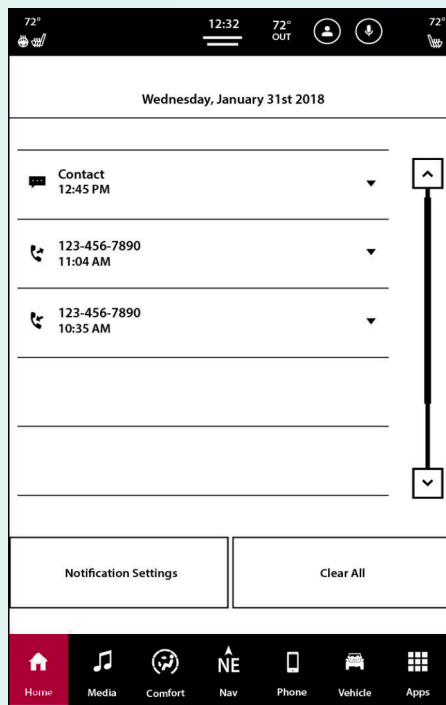 72°
12:32
72°
OUT
72°
Wednesday, January 31st 2018
Contact
12:45 PM
123-456-7890
11:04 AM
123-456-7890
10:35 AM
Notification Settings
Clear All
NE
Home
Media
Comfort
Nav
Phone
Vehicle
Apps